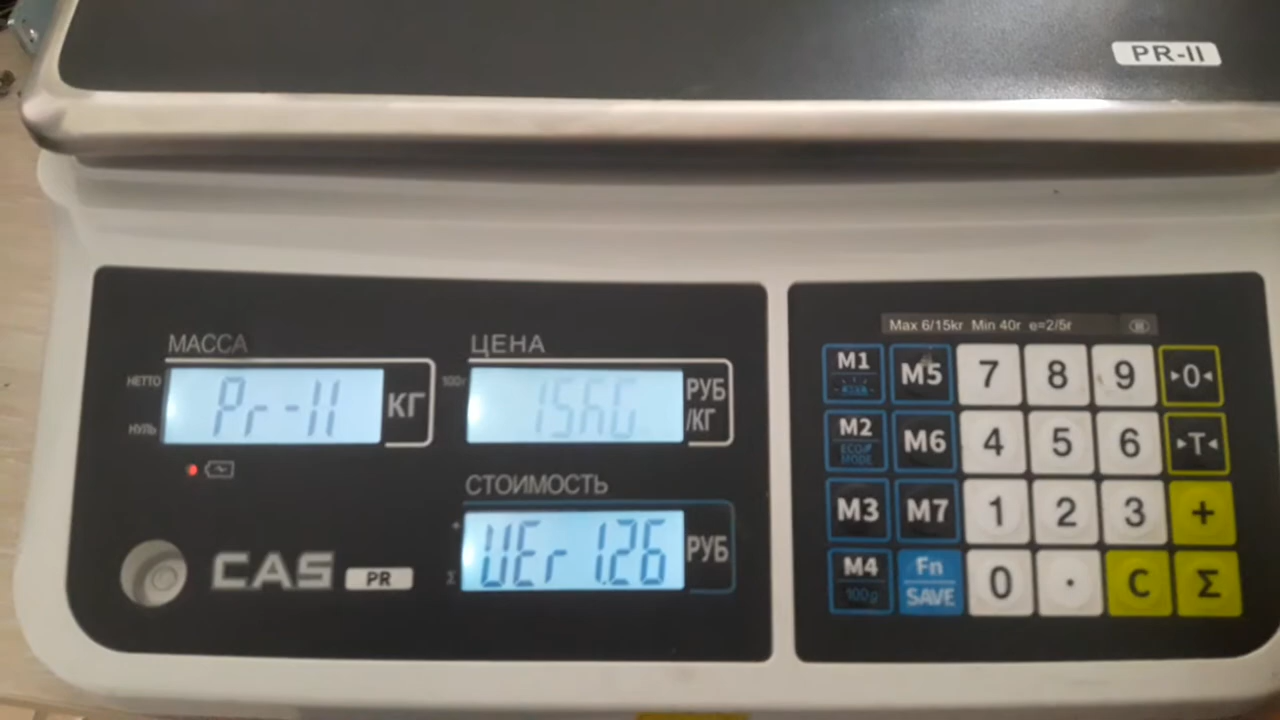 PR-II
Max 6/15кг Min 40г e=2/5г
МАССА
ЦЕНА
НЕТТО
НУЛЬ
Pr-II
КГ
100г
15KG
РУБ
/КГ
СТОИМОСТЬ
Σ
VEr 1.26
РУБ
CAS
PR
M1
M5
7
8
9
▸0◂
M2
ECO
MODE
M6
4
5
6
▸T◂
M3
M7
1
2
3
+
M4
100g
Fn
SAVE
0
.
C
Σ